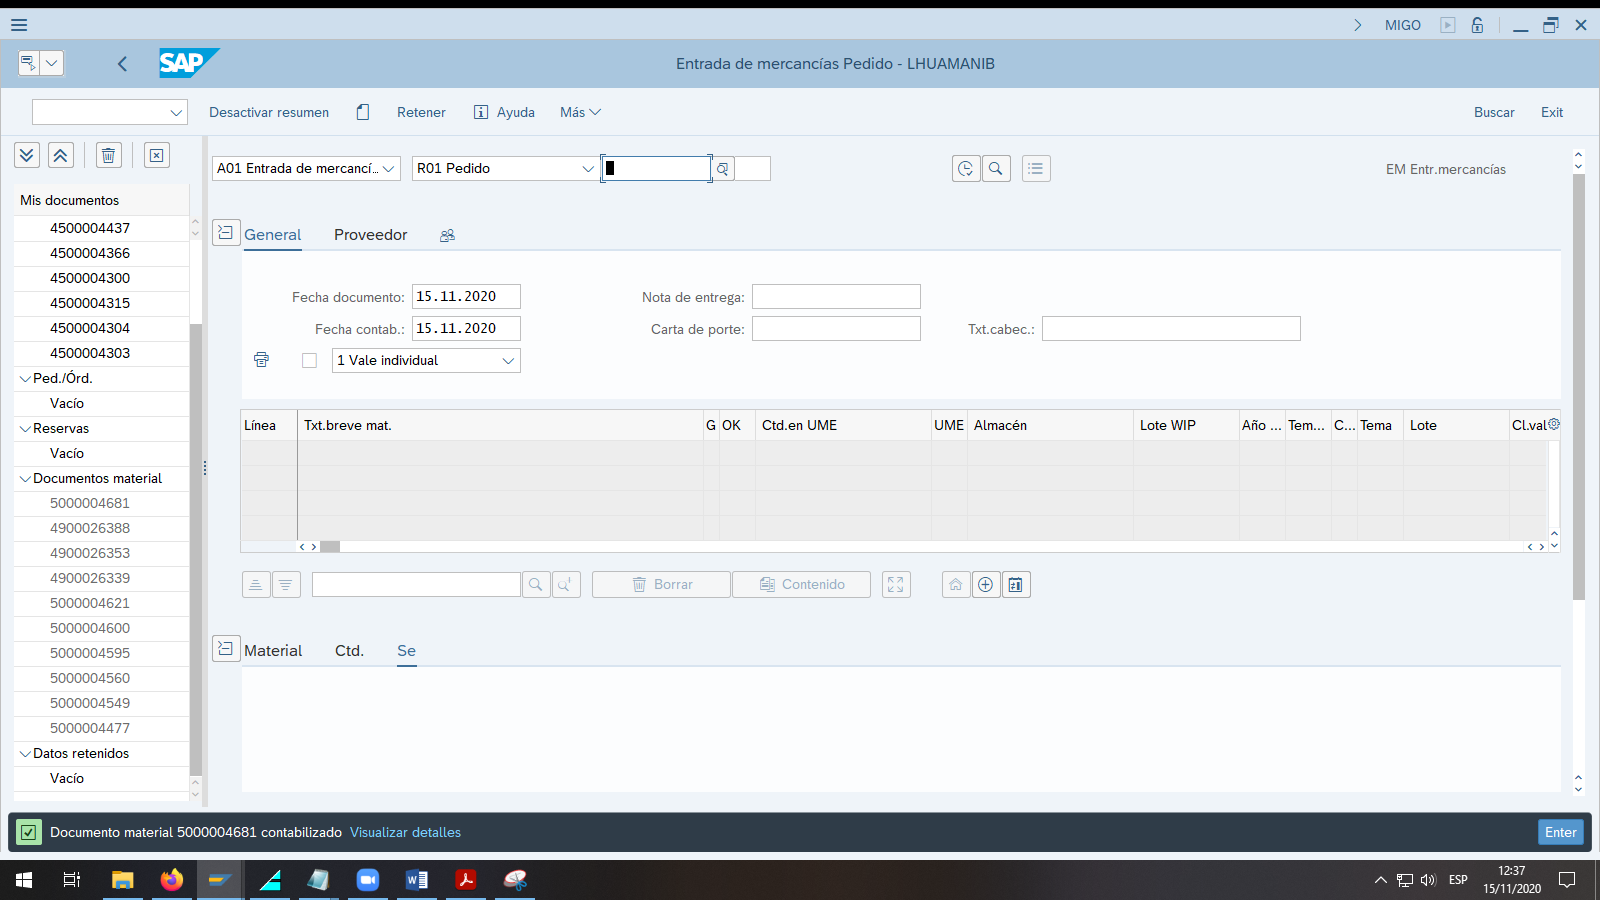 MIGO
SAP
Entrada de mercancías Pedido - LHUAMANIB
Desactivar resumen
Retener
Ayuda
Más
Buscar
Exit
A01 Entrada de mercancí...
R01 Pedido
EM Entr.mercancías
Mis documentos
4500004437
4500004366
4500004300
4500004315
4500004304
4500004303
Ped./Órd.
Vacío
Reservas
Vacío
Documentos material
5000004681
4900026388
4900026353
4900026339
5000004621
5000004600
5000004595
5000004560
5000004549
5000004477
Datos retenidos
Vacío
General
Proveedor
Fecha documento: 15.11.2020
Nota de entrega:
Fecha contab.: 15.11.2020
Carta de porte:
Txt.cabec.:
1 Vale individual
Línea Txt.breve mat. G OK Ctd.en UME UME Almacén Lote WIP Año ... Tem... C... Tema Lote Cl.val
Borrar
Contenido
Material
Ctd.
Se
Documento material 5000004681 contabilizado Visualizar detalles
Enter
ESP
12:37
15/11/2020